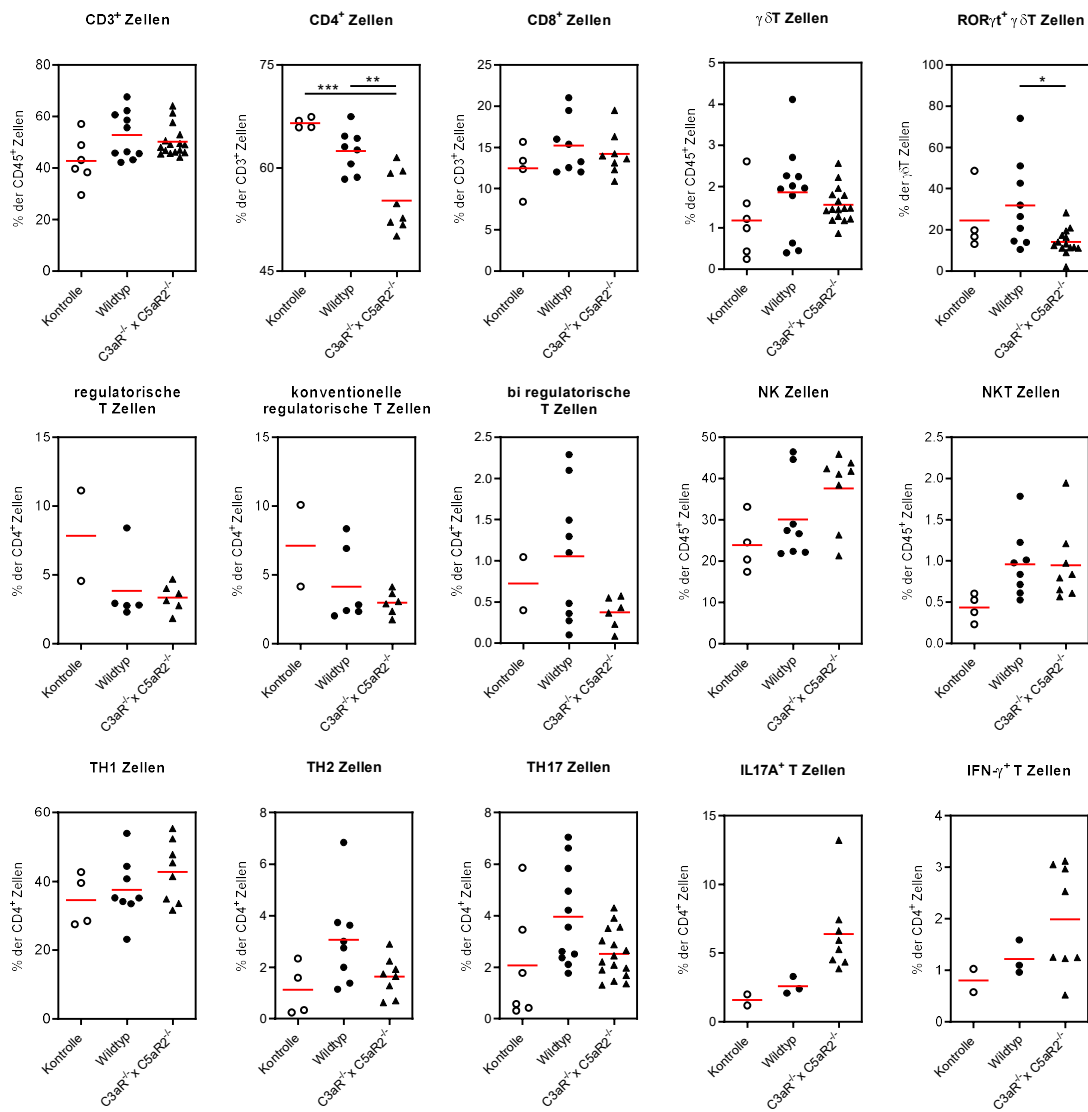 CD3⁺ Zellen
80
60
40
20
0
% der CD45⁺ Zellen
Kontrolle
Wildtyp
C3aR⁻/⁻x C5aR2⁻/⁻
CD4⁺ Zellen
75
60
45
% der CD3⁺ Zellen
***
**
Kontrolle
Wildtyp
C3aR⁻/⁻x C5aR2⁻/⁻
CD8⁺ Zellen
25
20
15
10
5
0
% der CD3⁺ Zellen
Kontrolle
Wildtyp
C3aR⁻/⁻x C5aR2⁻/⁻
γδT Zellen
5
4
3
2
1
0
% der CD45⁺ Zellen
Kontrolle
Wildtyp
C3aR⁻/⁻x C5aR2⁻/⁻
RORγt⁺ γδT Zellen
100
80
60
40
20
0
% der γδT Zellen
*
Kontrolle
Wildtyp
C3aR⁻/⁻x C5aR2⁻/⁻
regulatorische
T Zellen
15
10
5
0
% der CD4⁺ Zellen
Kontrolle
Wildtyp
C3aR⁻/⁻x C5aR2⁻/⁻
konventionelle
regulatorische T Zellen
15
10
5
0
% der CD4⁺ Zellen
Kontrolle
Wildtyp
C3aR⁻/⁻x C5aR2⁻/⁻
bi regulatorische
T Zellen
2.5
2.0
1.5
1.0
0.5
0.0
% der CD4⁺ Zellen
Kontrolle
Wildtyp
C3aR⁻/⁻x C5aR2⁻/⁻
NK Zellen
50
40
30
20
10
0
% der CD45⁺ Zellen
Kontrolle
Wildtyp
C3aR⁻/⁻x C5aR2⁻/⁻
NKT Zellen
2.5
2.0
1.5
1.0
0.5
0.0
% der CD45⁺ Zellen
Kontrolle
Wildtyp
C3aR⁻/⁻x C5aR2⁻/⁻
TH1 Zellen
60
40
20
0
% der CD4⁺ Zellen
Kontrolle
Wildtyp
C3aR⁻/⁻x C5aR2⁻/⁻
TH2 Zellen
8
6
4
2
0
% der CD4⁺ Zellen
Kontrolle
Wildtyp
C3aR⁻/⁻x C5aR2⁻/⁻
TH17 Zellen
8
6
4
2
0
% der CD4⁺ Zellen
Kontrolle
Wildtyp
C3aR⁻/⁻x C5aR2⁻/⁻
IL17A⁺ T Zellen
15
10
5
0
% der CD4⁺ Zellen
Kontrolle
Wildtyp
C3aR⁻/⁻x C5aR2⁻/⁻
IFN-γ⁺ T Zellen
4
3
2
1
0
% der CD4⁺ Zellen
Kontrolle
Wildtyp
C3aR⁻/⁻x C5aR2⁻/⁻